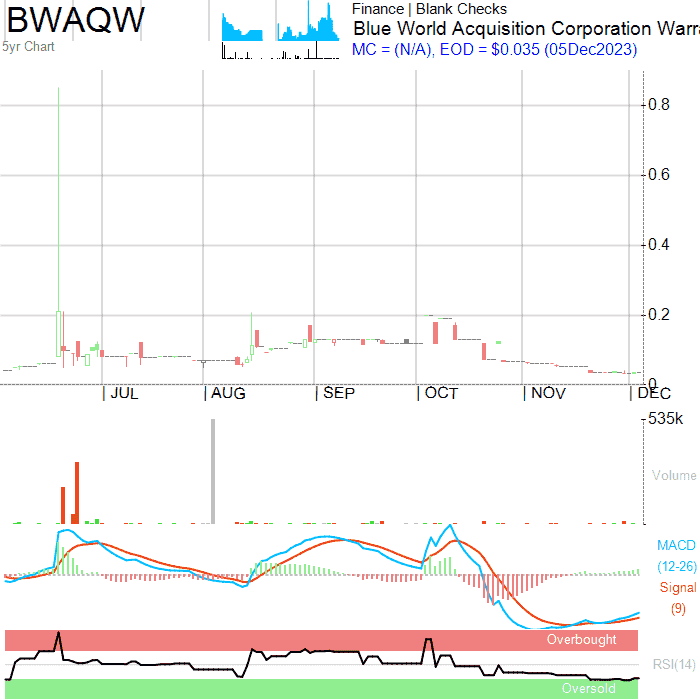 BWAQW
Finance | Blank Checks
Blue World Acquisition Corporation Warra
5yr Chart
MC = (N/A), EOD = $0.035 (05Dec2023)
0.8
0.6
0.4
0.2
0
JUL
AUG
SEP
OCT
NOV
DEC
535k
Volume
MACD
(12-26)
Signal
(9)
Overbought
RSI(14)
Oversold